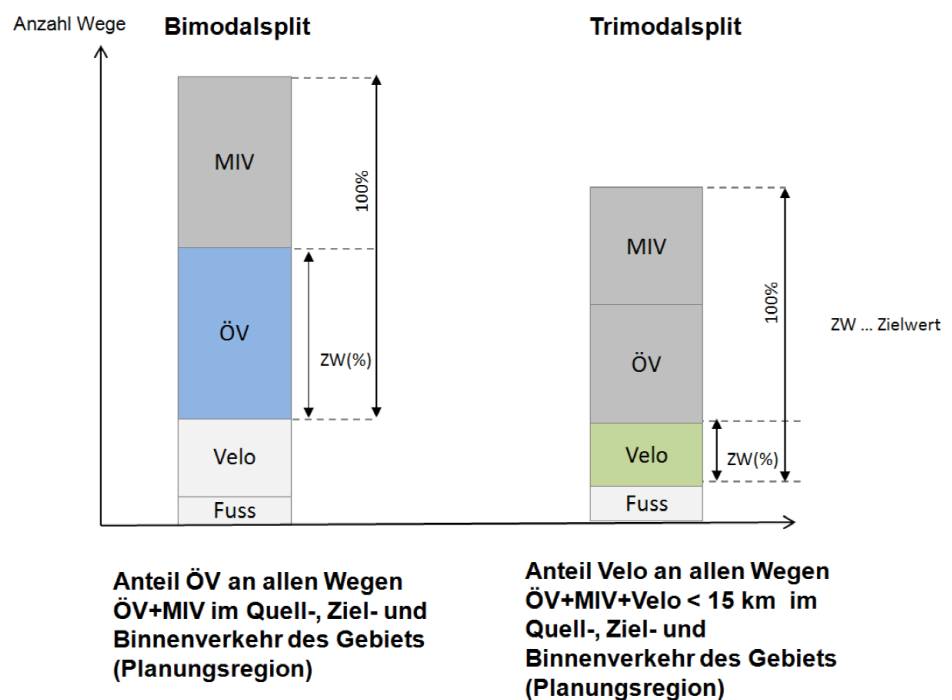 Anzahl Wege
Bimodalsplit
MIV
100%
ÖV
ZW(%)
Velo
Fuss
Anteil ÖV an allen Wegen
ÖV+MIV im Quell-, Ziel- und
Binnenverkehr des Gebiets
(Planungsregion)
Trimodalsplit
MIV
100%
ÖV
Velo
ZW(%)
Fuss
ZW ... Zielwert
Anteil Velo an allen Wegen
ÖV+MIV+Velo < 15 km im
Quell-, Ziel- und
Binnenverkehr des Gebiets
(Planungsregion)